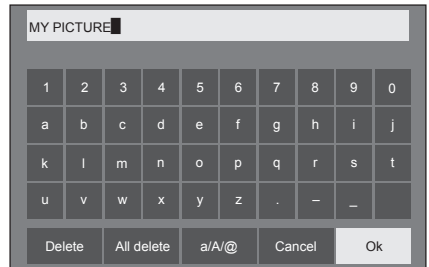 MY PICTURE
1 2 3 4 5 6 7 8 9 0
a b c d e f g h i j
k l m n o p q r s t
u v w x y z . – _
Delete All delete a/A/@ Cancel Ok